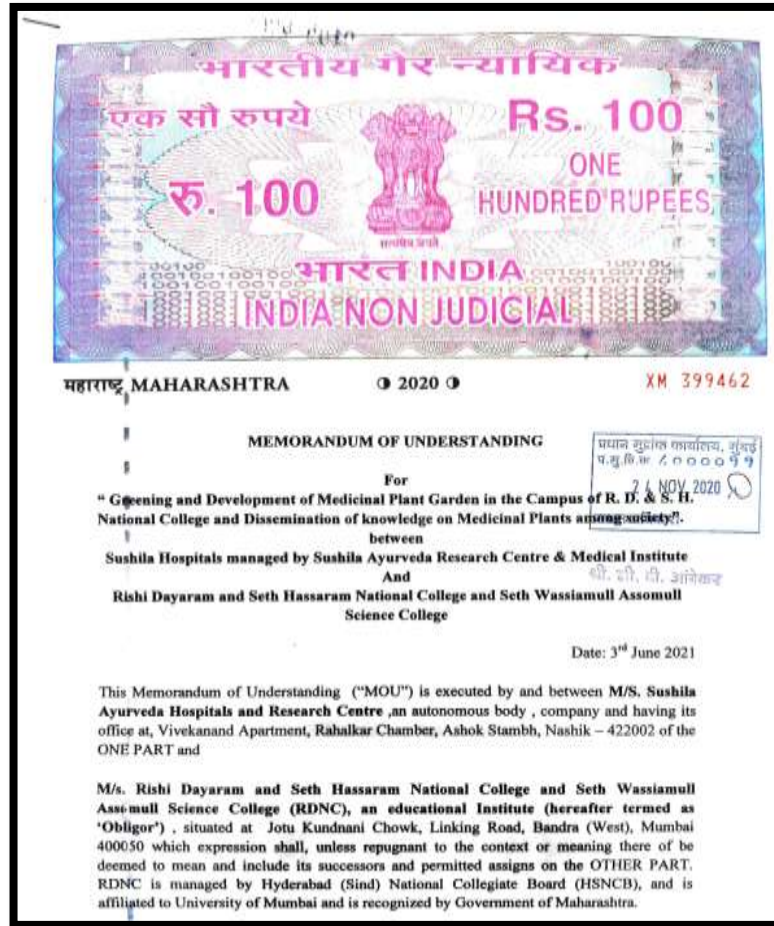 भारतीय गैर न्यायिक
एक सौ रुपये
Rs. 100
रु. 100
ONE
HUNDRED RUPEES
सत्यमेव जयते
भारत INDIA
INDIA NON JUDICIAL
महाराष्ट्र MAHARASHTRA
2020
XM 399462
प्रधान मुद्रांक कार्यालय, मुंबई
24 NOV 2020
MEMORANDUM OF UNDERSTANDING
For
“ Greening and Development of Medicinal Plant Garden in the Campus of R. D. & S. H.
National College and Dissemination of knowledge on Medicinal Plants among society”.
between
Sushila Hospitals managed by Sushila Ayurveda Research Centre & Medical Institute
And
Rishi Dayaram and Seth Hassaram National College and Seth Wassiamull Assomull
Science College
Date: 3rd June 2021
This Memorandum of Understanding (“MOU”) is executed by and between M/S. Sushila
Ayurveda Hospitals and Research Centre ,an autonomous body , company and having its
office at, Vivekanand Apartment, Rahalkar Chamber, Ashok Stambh, Nashik – 422002 of the
ONE PART and
M/s. Rishi Dayaram and Seth Hassaram National College and Seth Wassiamull
Assomull Science College (RDNC), an educational Institute (hereafter termed as
‘Obligor’) , situated at Jotu Kundnani Chowk, Linking Road, Bandra (West), Mumbai
400050 which expression shall, unless repugnant to the context or meaning there of be
deemed to mean and include its successors and permitted assigns on the OTHER PART.
RDNC is managed by Hyderabad (Sind) National Collegiate Board (HSNCB), and is
affiliated to University of Mumbai and is recognized by Government of Maharashtra.